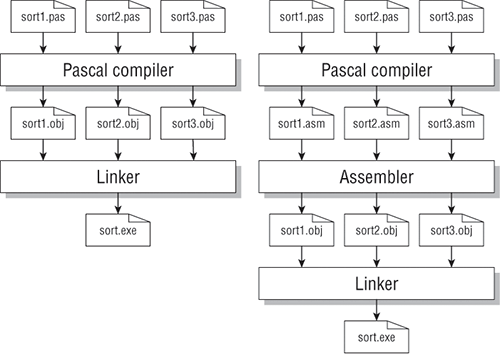 sort1.pas sort2.pas sort3.pas
Pascal compiler
sort1.obj sort2.obj sort3.obj
Linker
sort.exe
sort1.pas sort2.pas sort3.pas
Pascal compiler
sort1.asm sort2.asm sort3.asm
Assembler
sort1.obj sort2.obj sort3.obj
Linker
sort.exe